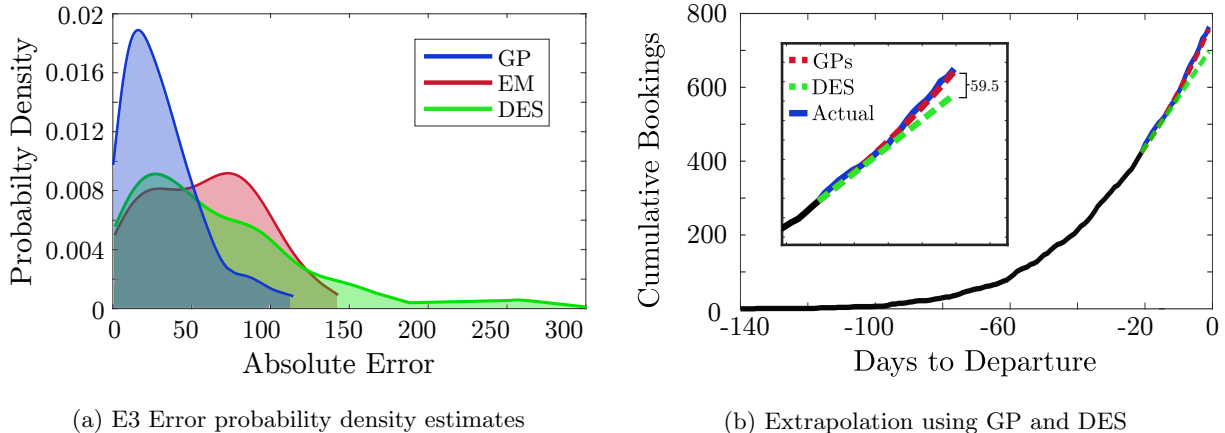 0.02
0.016
0.012
0.008
0.004
0
Probabilty Density
GP
EM
DES
0 50 100 150 200 250 300
Absolute Error
(a) E3 Error probability density estimates
800
600
400
200
0
Cumulative Bookings
GPs
DES
Actual
59.5
-140 -100 -60 -20 0
Days to Departure
(b) Extrapolation using GP and DES